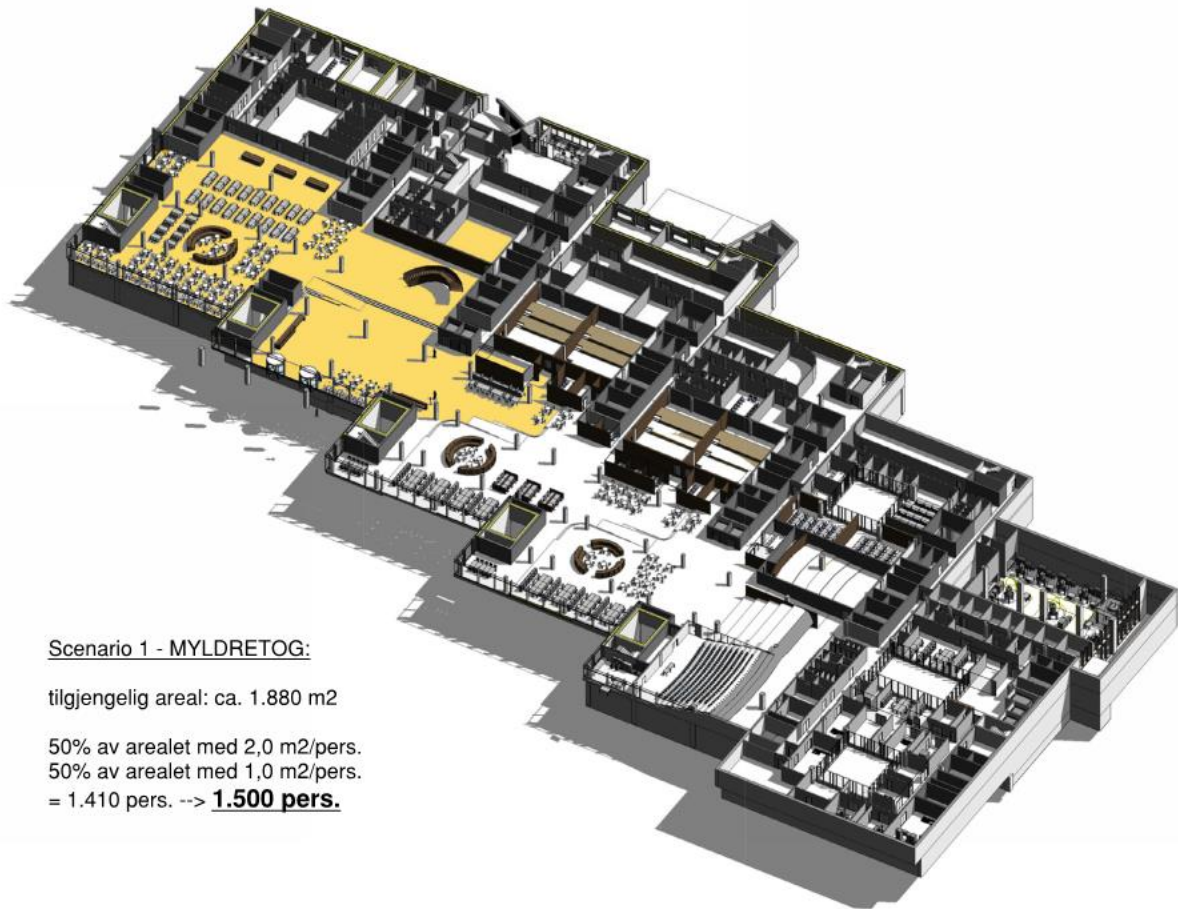 Scenario 1 - MYLDRETOG:
tilgjengelig areal: ca. 1.880 m2
50% av arealet med 2,0 m2/pers.
50% av arealet med 1,0 m2/pers.
= 1.410 pers. --> 1.500 pers.